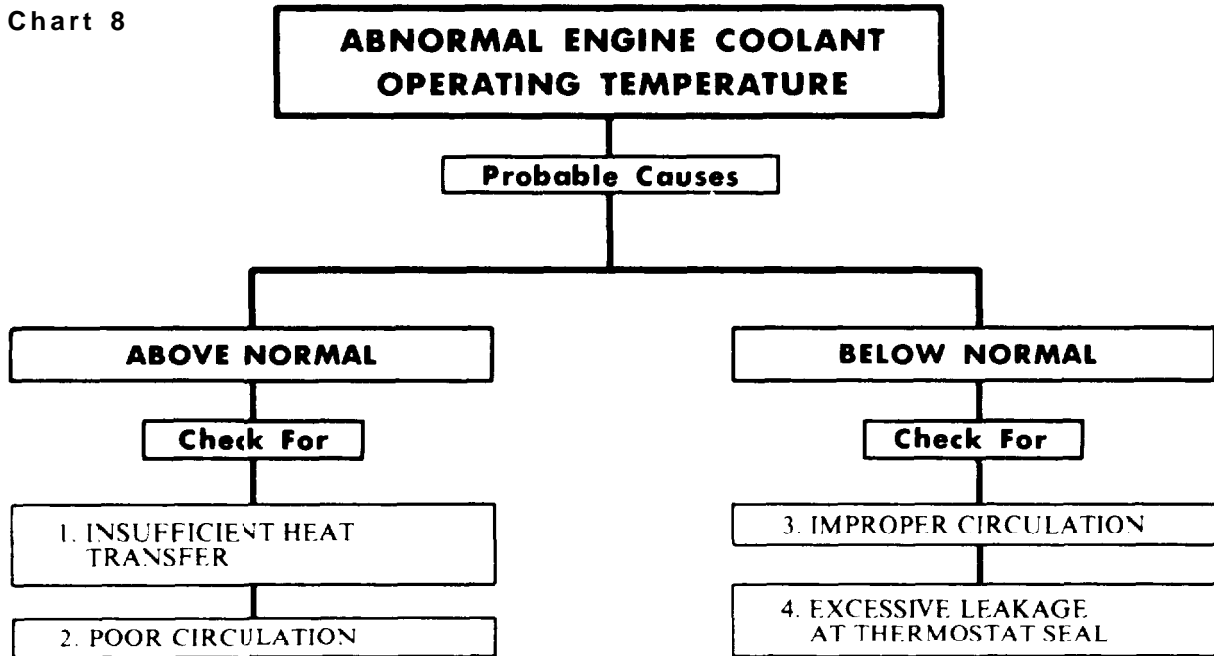 Chart 8
ABNORMAL ENGINE COOLANT
OPERATING TEMPERATURE
Probable Causes
ABOVE NORMAL
Check For
1. INSUFFICIENT HEAT
TRANSFER
2. POOR CIRCULATION
BELOW NORMAL
Check For
3. IMPROPER CIRCULATION
4. EXCESSIVE LEAKAGE
AT THERMOSTAT SEAL